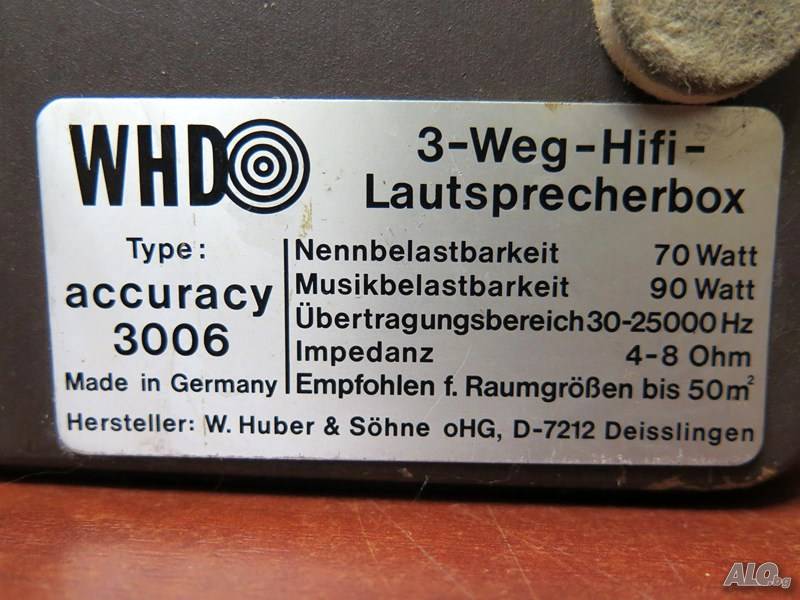 WHD
3-Weg-Hifi-
Lautsprecherbox
Type:
accuracy
3006
Made in Germany
Nennbelastbarkeit 70 Watt
Musikbelastbarkeit 90 Watt
Übertragungsbereich 30-25000 Hz
Impedanz 4-8 Ohm
Empfohlen f. Raumgrößen bis 50m²
Hersteller: W. Huber & Söhne oHG, D-7212 Deisslingen
ALO.bg